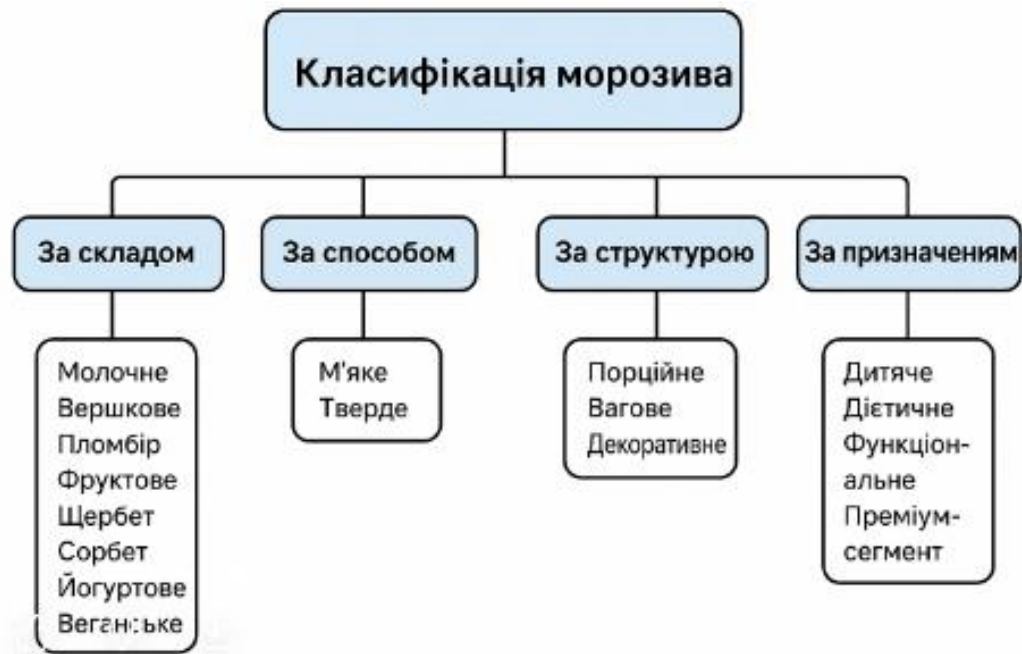 Класифікація морозива
За складом
Молочне
Вершкове
Пломбір
Фруктове
Щербет
Сорбет
Йогуртове
Веганське
За способом
М'яке
Тверде
За структурою
Порційне
Вагове
Декоративне
За призначенням
Дитяче
Дієтичне
Функціон-
альне
Преміум-
сегмент